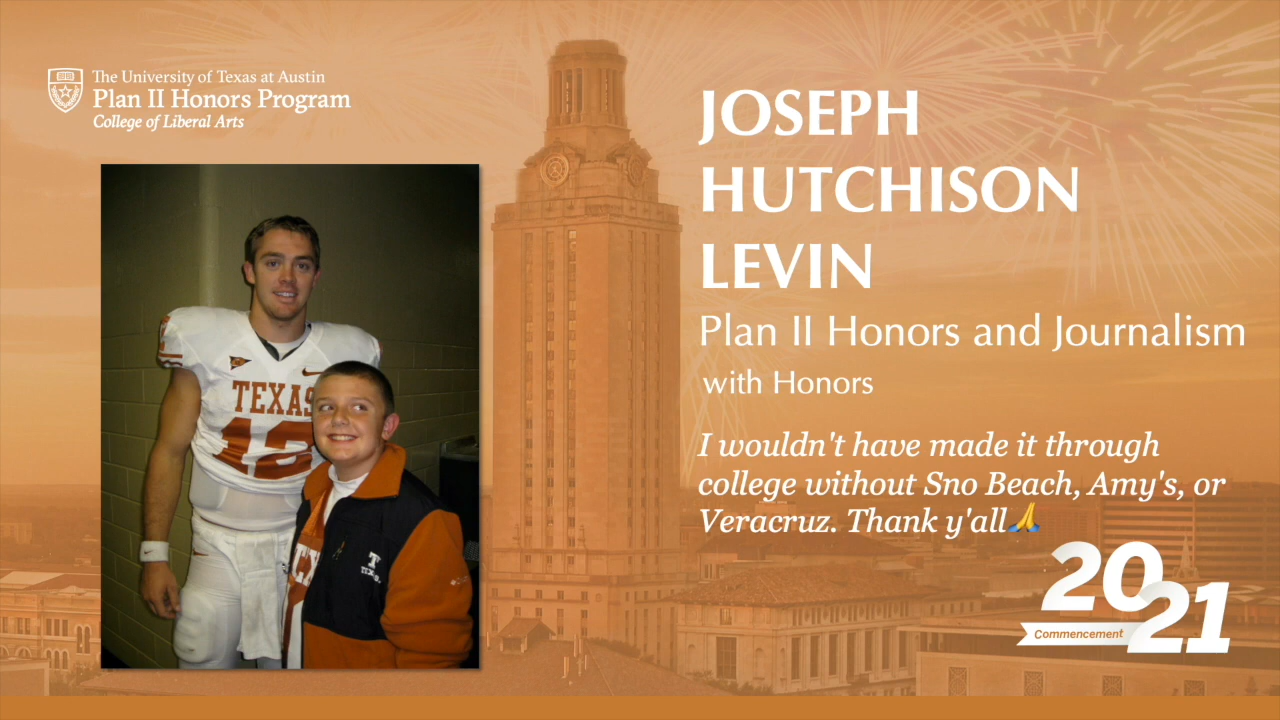 The University of Texas at Austin
Plan II Honors Program
College of Liberal Arts
JOSEPH
HUTCHISON
LEVIN
Plan II Honors and Journalism
with Honors
I wouldn't have made it through
college without Sno Beach, Amy's, or
Veracruz. Thank y'all🙏
2021
Commencement
TEXAS
12
T